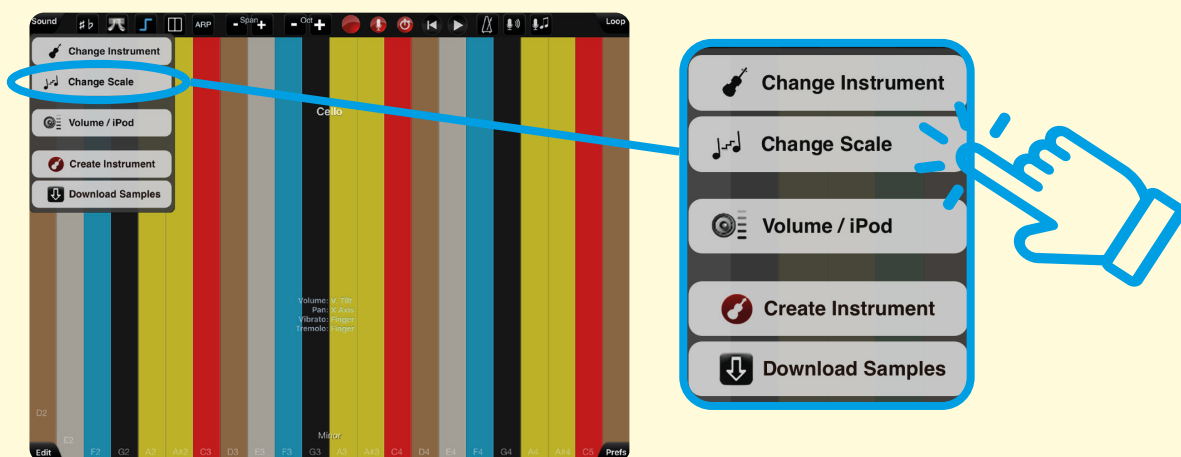 Sound
♯♭
ARP
- Span +
- Oct +
Loop
Change Instrument
Change Scale
Volume / iPod
Create Instrument
Download Samples
Cello
Volume: V. Tilt
Pan: X Axis
Vibrato: Finger
Tremolo: Finger
Minor
D2
E2
Edit
F2 G2 A2 A#2 C3 D3 E3 F3 G3 A3 A#3 C4 D4 E4 F4 G4 A4 A#4 C5
Prefs
Change Instrument
Change Scale
Volume / iPod
Create Instrument
Download Samples